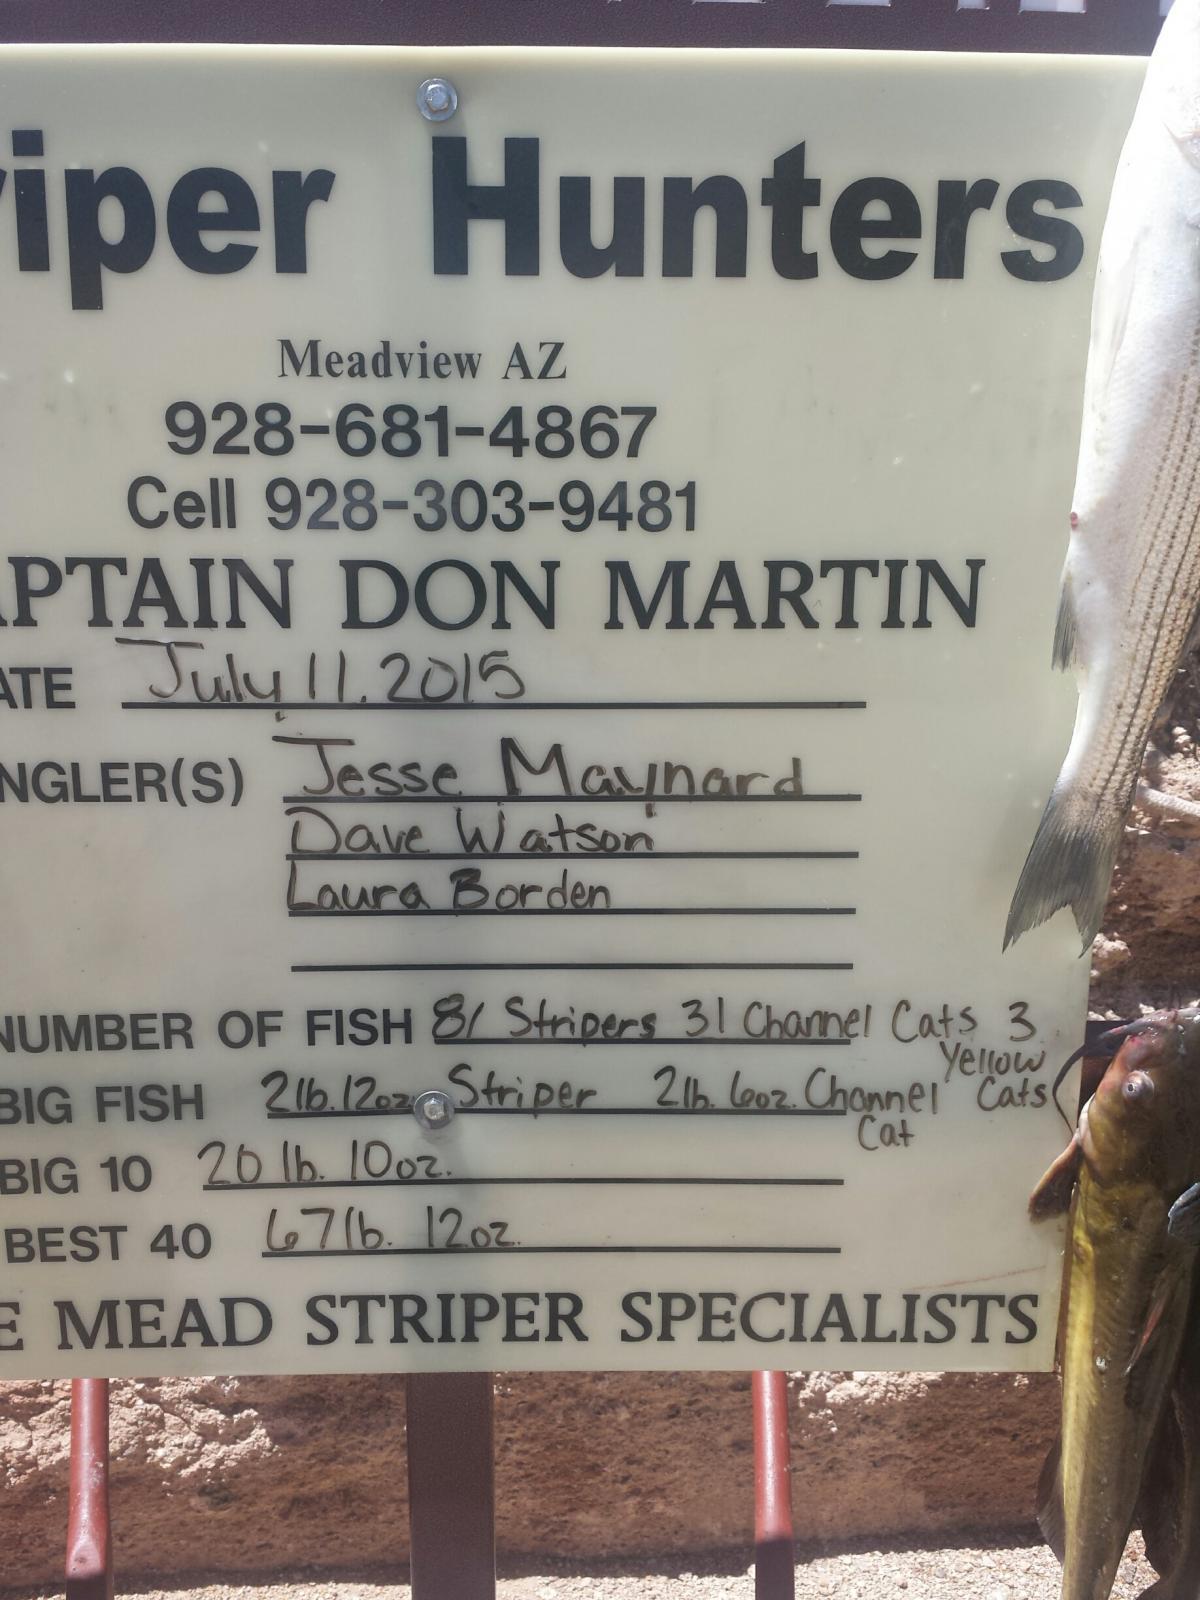 riper Hunters
Meadview AZ
928-681-4867
Cell 928-303-9481
APTAIN DON MARTIN
ATE July 11, 2015
NGLER(S) Jesse Maynard
Dave Watson
Laura Borden
NUMBER OF FISH 81 Stripers 31 Channel Cats 3
Yellow
Cats
BIG FISH 2lb. 12oz. Striper 2lb. 6oz. Channel
Cat
BIG 10 20 lb. 10oz.
BEST 40 67lb. 12oz.
E MEAD STRIPER SPECIALISTS